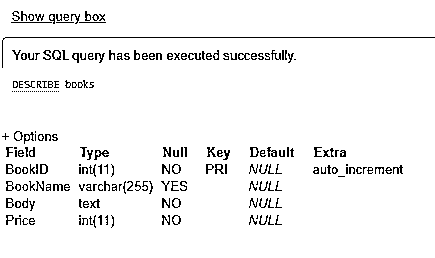 Show query box
Your SQL query has been executed successfully.
DESCRIBE books
+ Options
Field Type Null Key Default Extra
BookID int(11) NO PRI NULL auto_increment
BookName varchar(255) YES NULL
Body text NO NULL
Price int(11) NO NULL